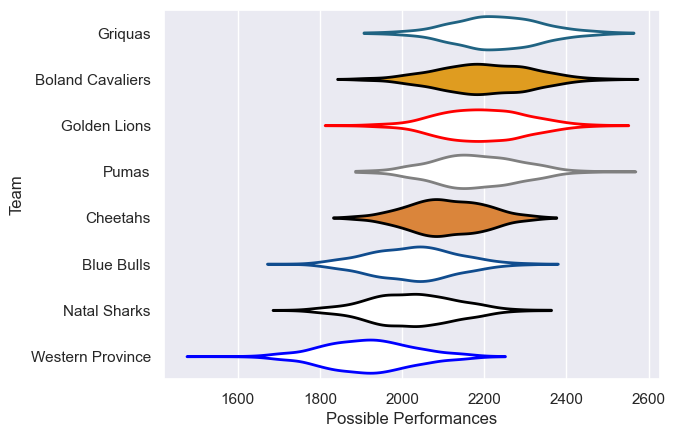 Griquas
Boland Cavaliers
Golden Lions
Pumas
Cheetahs
Blue Bulls
Natal Sharks
Western Province
Team
1600 1800 2000 2200 2400 2600
Possible Performances